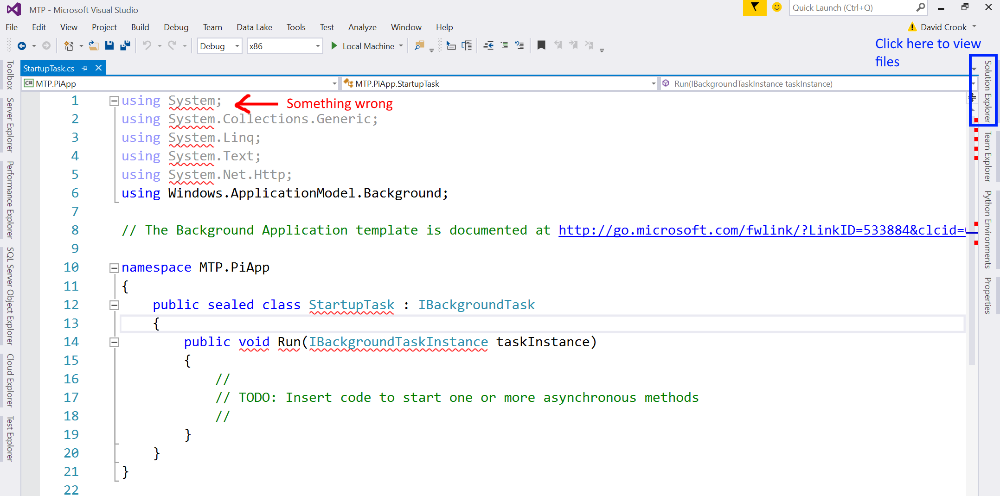 MTP - Microsoft Visual Studio
Quick Launch (Ctrl+Q)
File Edit View Project Build Debug Team Data Lake Tools Test Analyze Window Help
David Crook
Debug x86 Local Machine
Click here to view
files
StartupTask.cs
MTP.PiApp MTP.PiApp.StartupTask Run(IBackgroundTaskInstance taskInstance)
Toolbox
Server Explorer
Performance Explorer
SQL Server Object Explorer
Cloud Explorer
Test Explorer
1 using System;
Something wrong
2 using System.Collections.Generic;
3 using System.Linq;
4 using System.Text;
5 using System.Net.Http;
6 using Windows.ApplicationModel.Background;
7
8 // The Background Application template is documented at http://go.microsoft.com/fwlink/?LinkID=533884&clcid=
9
10 namespace MTP.PiApp
11 {
12 public sealed class StartupTask : IBackgroundTask
13 {
14 public void Run(IBackgroundTaskInstance taskInstance)
15 {
16 //
17 // TODO: Insert code to start one or more asynchronous methods
18 //
19 }
20 }
21 }
22
Solution Explorer
Team Explorer
Python Environments
Properties